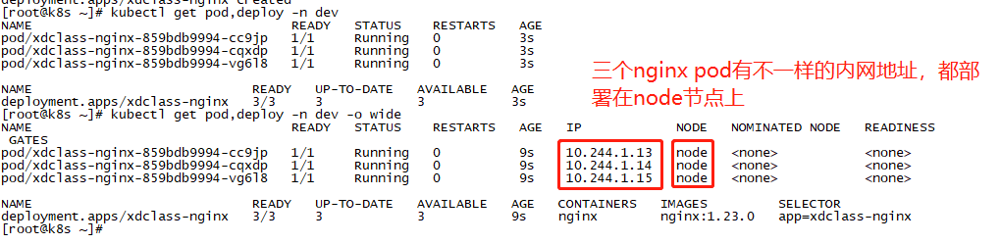 deployment.apps/xdclass-nginx created
[root@k8s ~]# kubectl get pod,deploy -n dev
NAME READY STATUS RESTARTS AGE
pod/xdclass-nginx-859bdb9994-cc9jp 1/1 Running 0 3s
pod/xdclass-nginx-859bdb9994-cqxdp 1/1 Running 0 3s
pod/xdclass-nginx-859bdb9994-vg6l8 1/1 Running 0 3s
三个nginx pod有不一样的内网地址，都部
署在node节点上
NAME READY UP-TO-DATE AVAILABLE AGE
deployment.apps/xdclass-nginx 3/3 3 3 3s
[root@k8s ~]# kubectl get pod,deploy -n dev -o wide
NAME READY STATUS RESTARTS AGE IP NODE NOMINATED NODE READINESS
GATES
pod/xdclass-nginx-859bdb9994-cc9jp 1/1 Running 0 9s 10.244.1.13 node <none> <none>
pod/xdclass-nginx-859bdb9994-cqxdp 1/1 Running 0 9s 10.244.1.14 node <none> <none>
pod/xdclass-nginx-859bdb9994-vg6l8 1/1 Running 0 9s 10.244.1.15 node <none> <none>
NAME READY UP-TO-DATE AVAILABLE AGE CONTAINERS IMAGES SELECTOR
deployment.apps/xdclass-nginx 3/3 3 3 9s nginx nginx:1.23.0 app=xdclass-nginx
[root@k8s ~]#